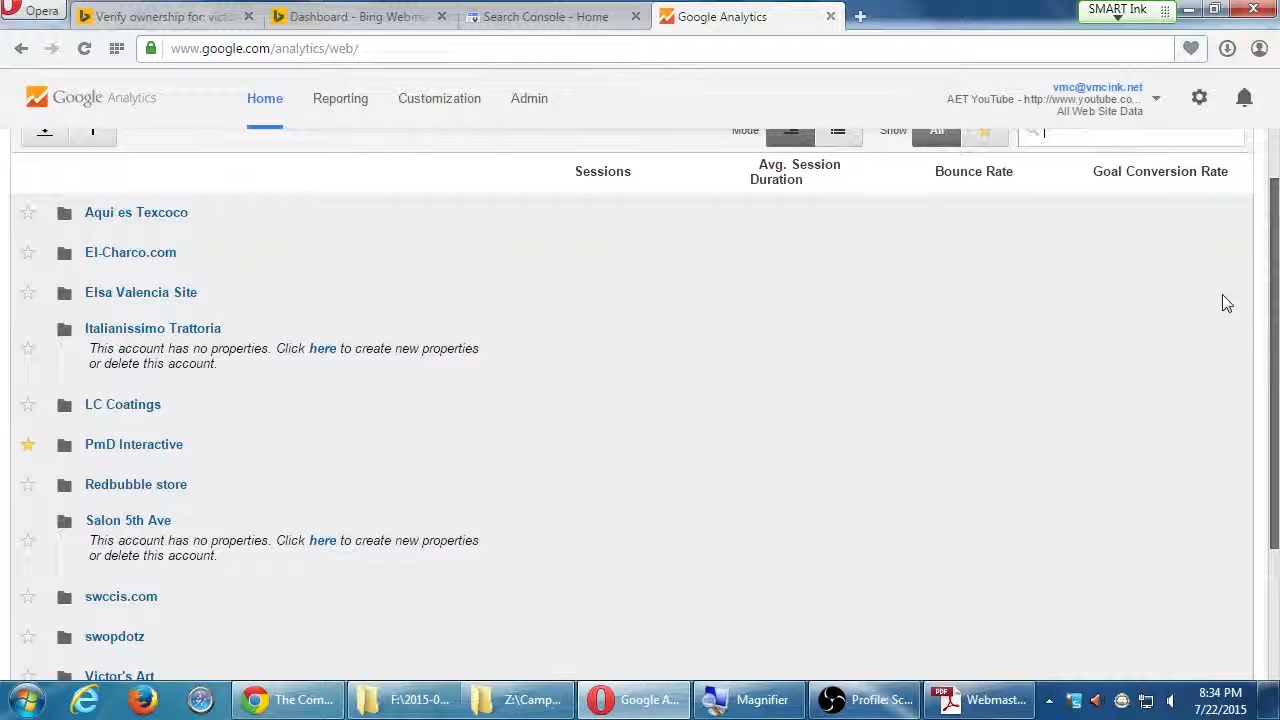 Opera
Verify ownership for: victo
Dashboard - Bing Webma
Search Console - Home
Google Analytics
SMART Ink
www.google.com/analytics/web/
Google Analytics
Home
Reporting
Customization
Admin
vmc@vmcink.net
AET YouTube - http://www.youtube.co...
All Web Site Data
Mode
Show
All
Sessions
Avg. Session
Duration
Bounce Rate
Goal Conversion Rate
Aqui es Texcoco
El-Charco.com
Elsa Valencia Site
Italianissimo Trattoria
This account has no properties. Click here to create new properties
or delete this account.
LC Coatings
PmD Interactive
Redbubble store
Salon 5th Ave
This account has no properties. Click here to create new properties
or delete this account.
swccis.com
swopdotz
Victor's Art
The Com...
F:\2015-0...
Z:\Camp...
Google A...
Magnifier
Profile: Sc...
Webmast...
8:34 PM
7/22/2015